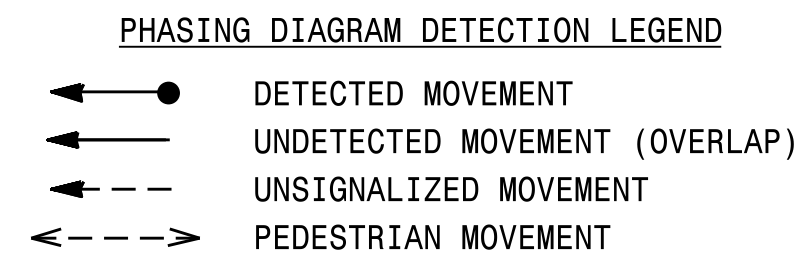 PHASING DIAGRAM DETECTION LEGEND
DETECTED MOVEMENT
UNDETECTED MOVEMENT (OVERLAP)
UNSIGNALIZED MOVEMENT
PEDESTRIAN MOVEMENT